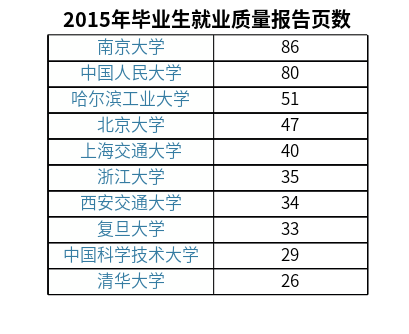 2015年毕业生就业质量报告页数
南京大学 86
中国人民大学 80
哈尔滨工业大学 51
北京大学 47
上海交通大学 40
浙江大学 35
西安交通大学 34
复旦大学 33
中国科学技术大学 29
清华大学 26